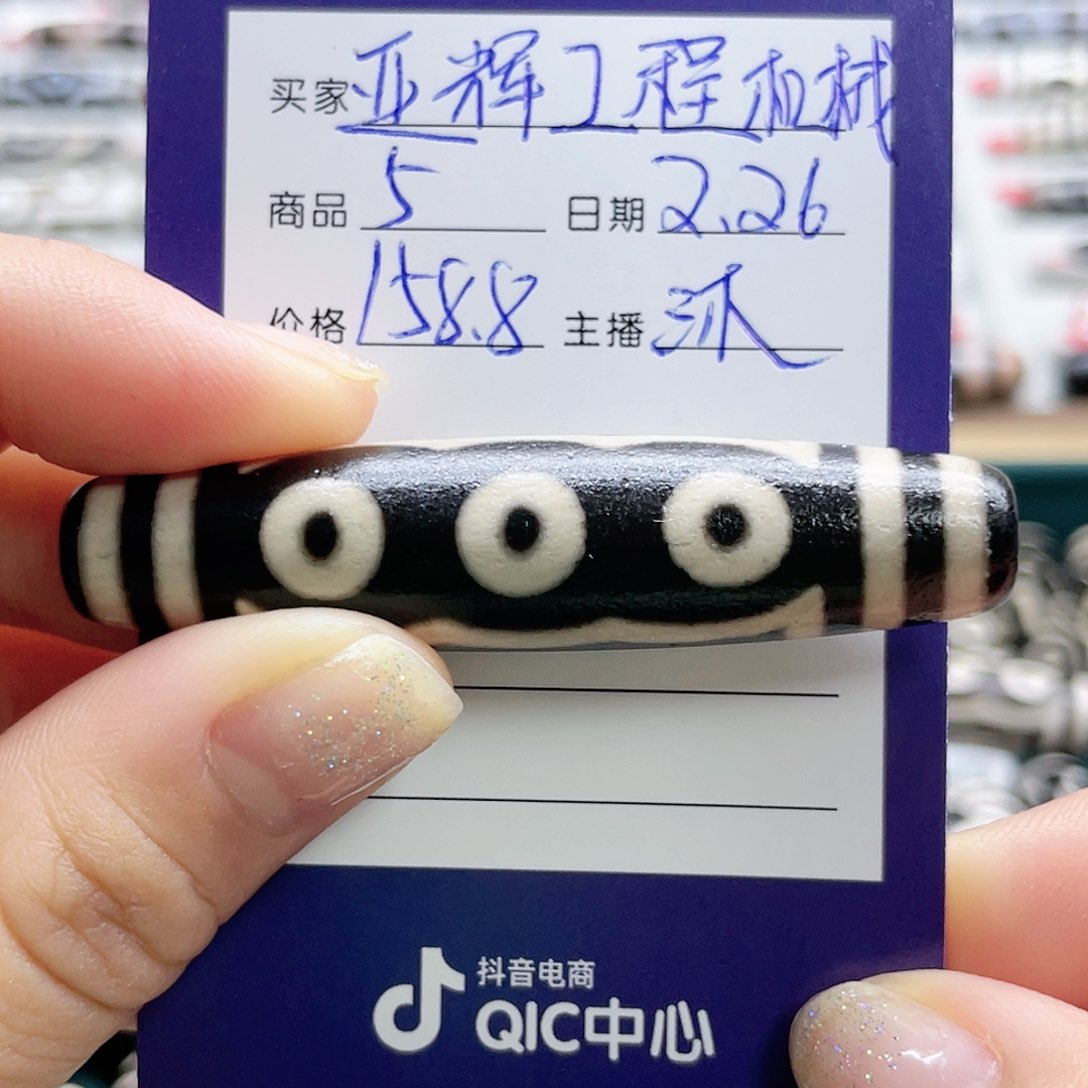 买家 亚辉工程机械
商品 5 日期 2.26
价格 158.8 主播
抖音电商
QIC中心